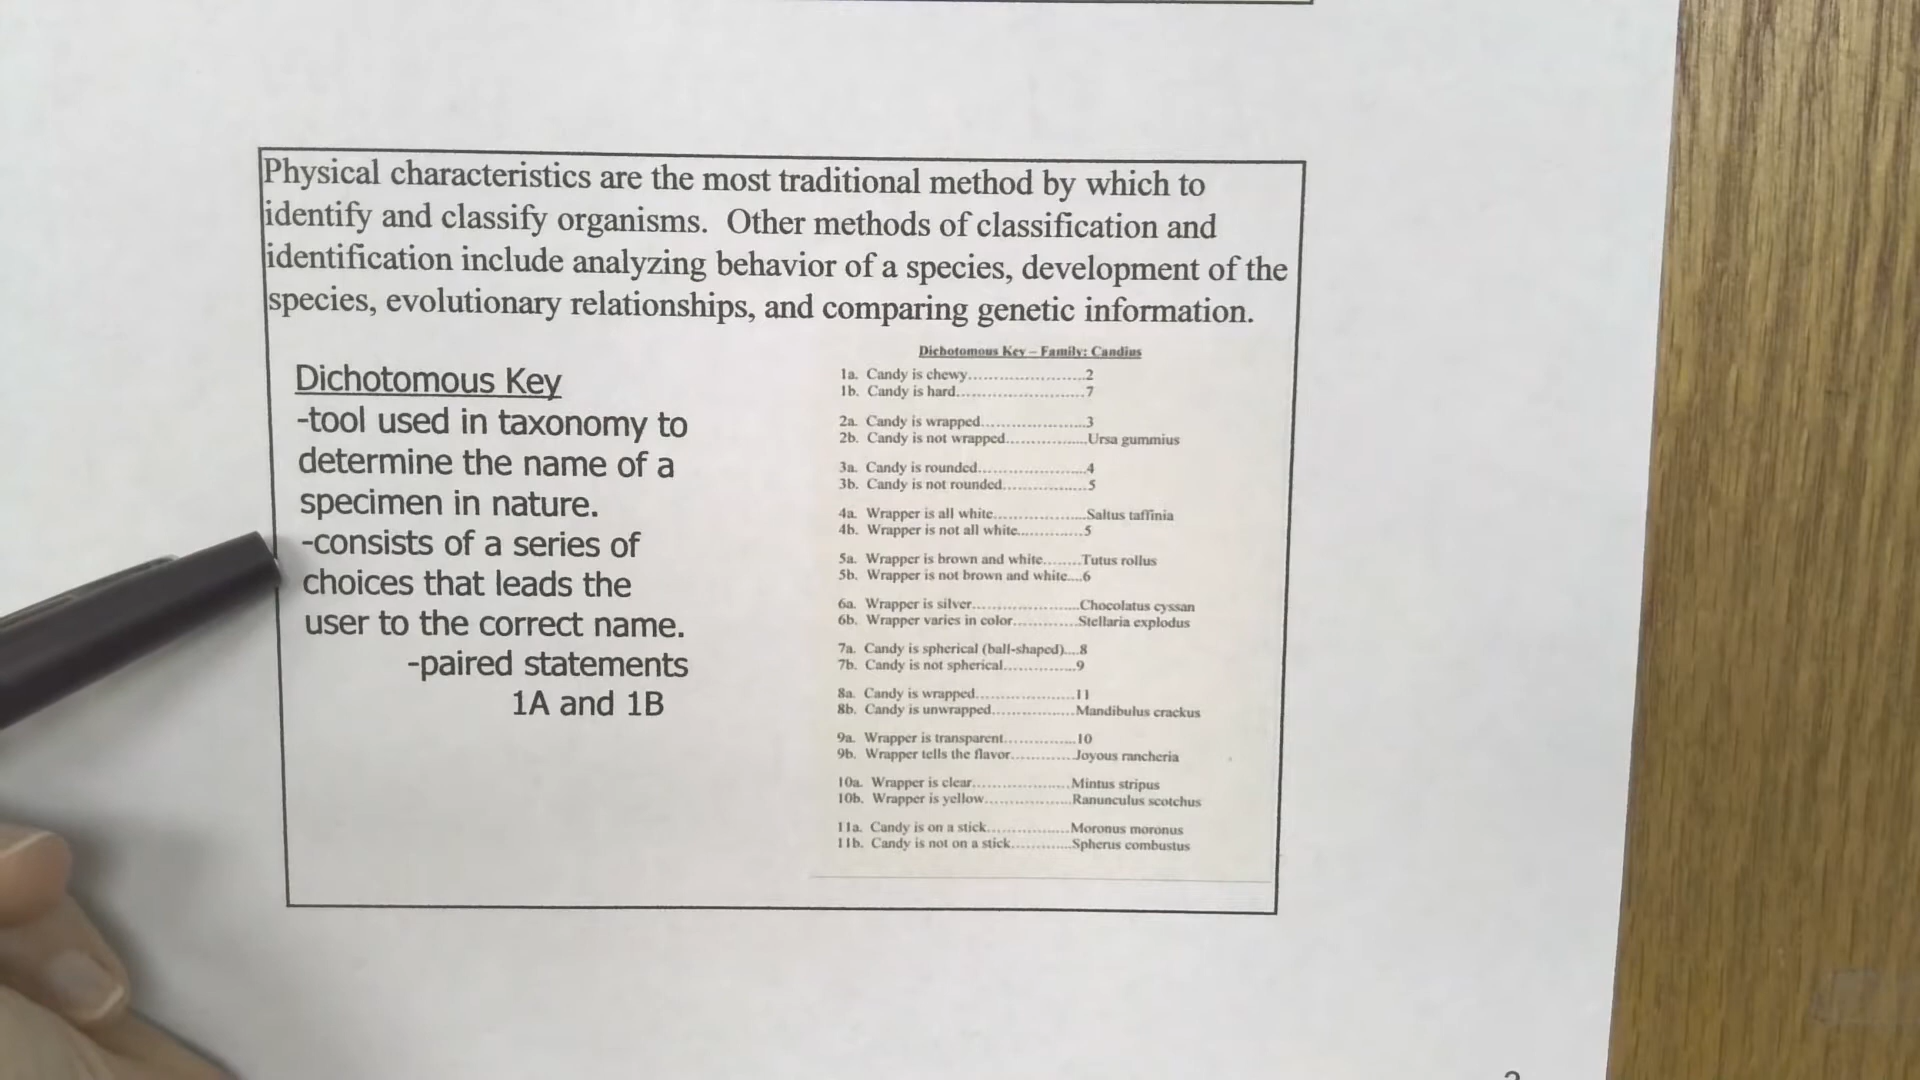 Physical characteristics are the most traditional method by which to
identify and classify organisms. Other methods of classification and
identification include analyzing behavior of a species, development of the
species, evolutionary relationships, and comparing genetic information.
Dichotomous Key
-tool used in taxonomy to
determine the name of a
specimen in nature.
-consists of a series of
choices that leads the
user to the correct name.
-paired statements
1A and 1B
Dichotomous Key – Family: Candius
1a. Candy is chewy......................2
1b. Candy is hard........................7
2a. Candy is wrapped....................3
2b. Candy is not wrapped...............Ursa gummius
3a. Candy is rounded.....................4
3b. Candy is not rounded................5
4a. Wrapper is all white.................Saltus taffinia
4b. Wrapper is not all white.............5
5a. Wrapper is brown and white........Tutus rollus
5b. Wrapper is not brown and white....6
6a. Wrapper is silver....................Chocolatus cyssan
6b. Wrapper varies in color............Stellaria explodus
7a. Candy is spherical (ball-shaped)....8
7b. Candy is not spherical..............9
8a. Candy is wrapped...................11
8b. Candy is unwrapped................Mandibulus crackus
9a. Wrapper is transparent..............10
9b. Wrapper tells the flavor............Joyous rancheria
10a. Wrapper is clear...................Mintus stripus
10b. Wrapper is yellow.................Ranunculus scotchus
11a. Candy is on a stick................Moronus moronus
11b. Candy is not on a stick............Spherus combustus